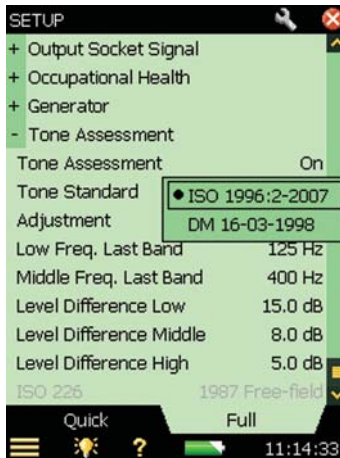 SETUP
+ Output Socket Signal
+ Occupational Health
+ Generator
- Tone Assessment
Tone Assessment On
Tone Standard
● ISO 1996:2-2007
Adjustment
DM 16-03-1998
Low Freq. Last Band 125 Hz
Middle Freq. Last Band 400 Hz
Level Difference Low 15.0 dB
Level Difference Middle 8.0 dB
Level Difference High 5.0 dB
ISO 226 1987 Free-field
Quick Full
? 11:14:33